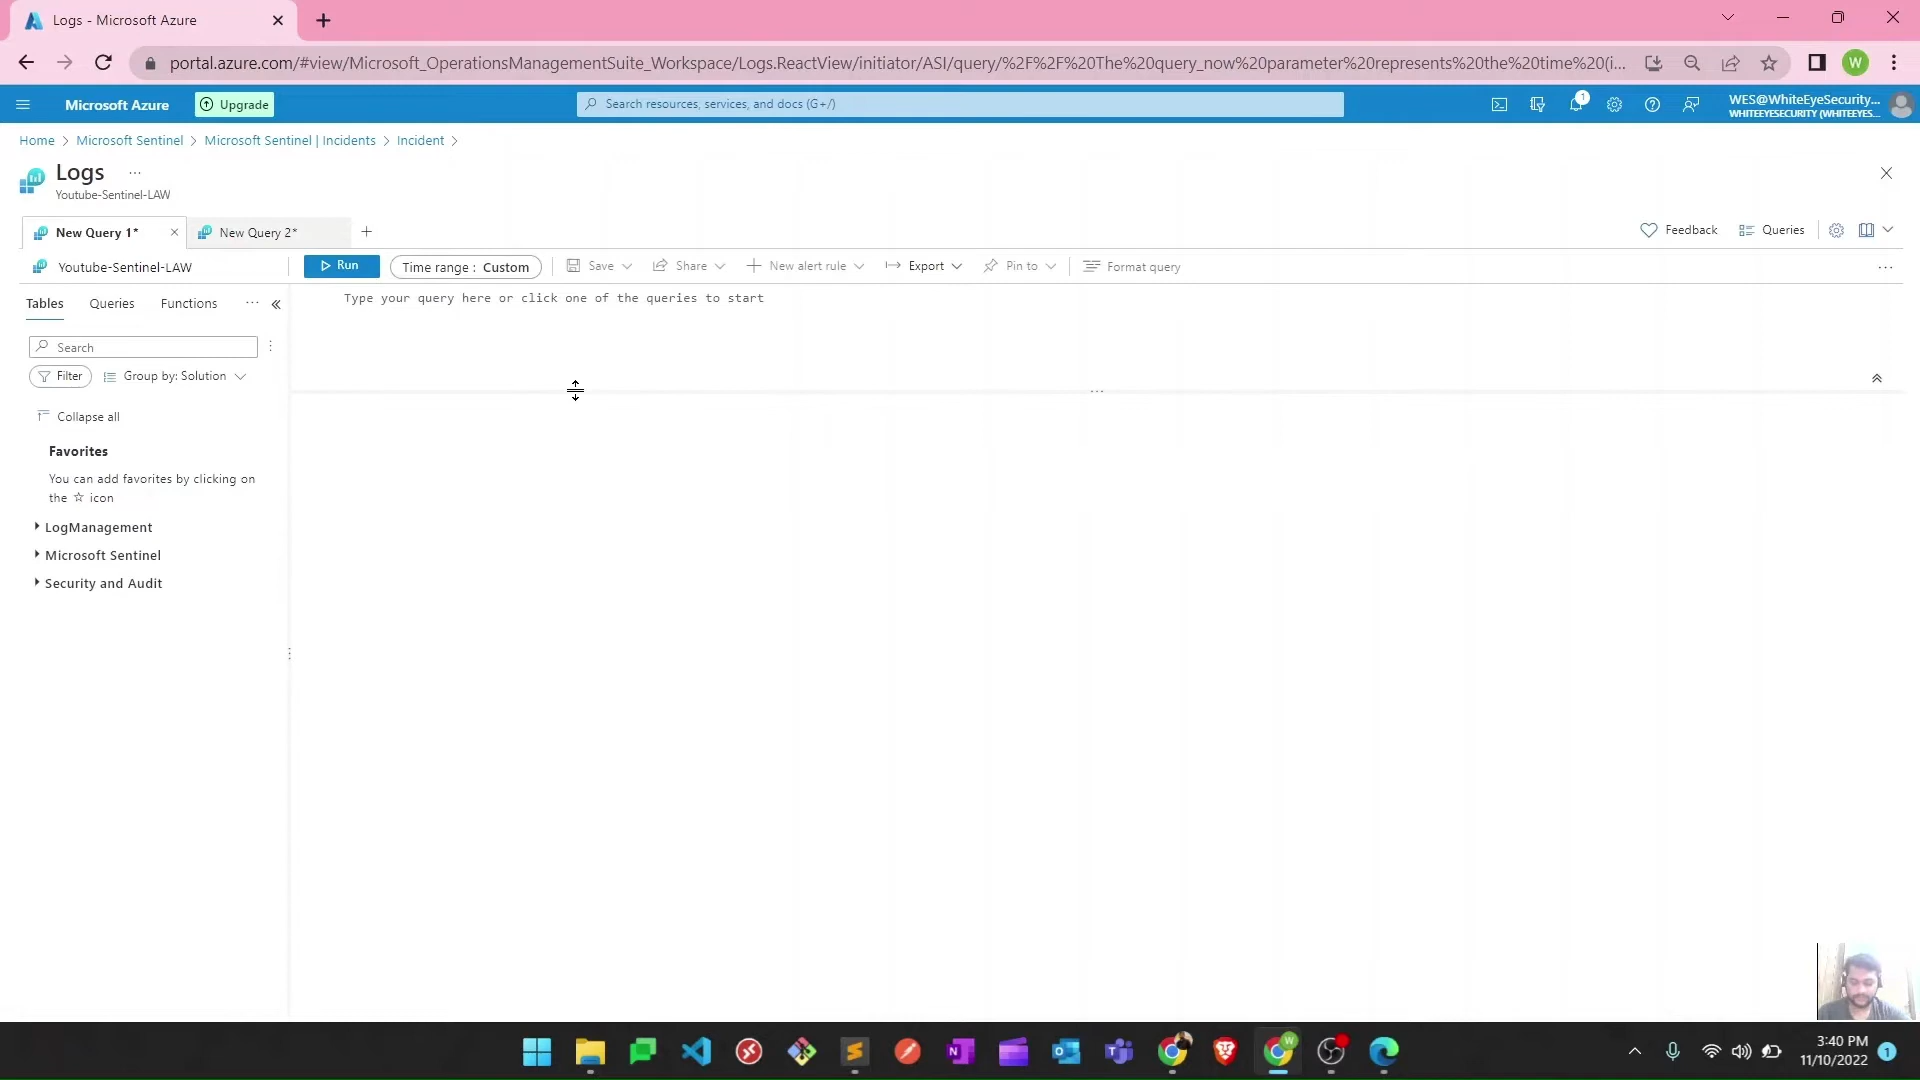 Logs - Microsoft Azure
portal.azure.com/#view/Microsoft_OperationsManagementSuite_Workspace/Logs.ReactView/initiator/ASI/query/%2F%2F%20The%20query_now%20parameter%20represents%20the%20time%20(i...
W
Microsoft Azure
Upgrade
Search resources, services, and docs (G+/)
1
WES@WhiteEyeSecurity...
WHITEEYESECURITY (WHITEEYES...
Home > Microsoft Sentinel > Microsoft Sentinel | Incidents > Incident >
Logs ...
Youtube-Sentinel-LAW
New Query 1*
New Query 2*
Feedback
Queries
Youtube-Sentinel-LAW
Run
Time range : Custom
Save
Share
New alert rule
Export
Pin to
Format query
...
Tables
Queries
Functions
...
Type your query here or click one of the queries to start
Search
Filter
Group by: Solution
Collapse all
Favorites
You can add favorites by clicking on
the ☆ icon
LogManagement
Microsoft Sentinel
Security and Audit
W
N
3:40 PM
11/10/2022
1